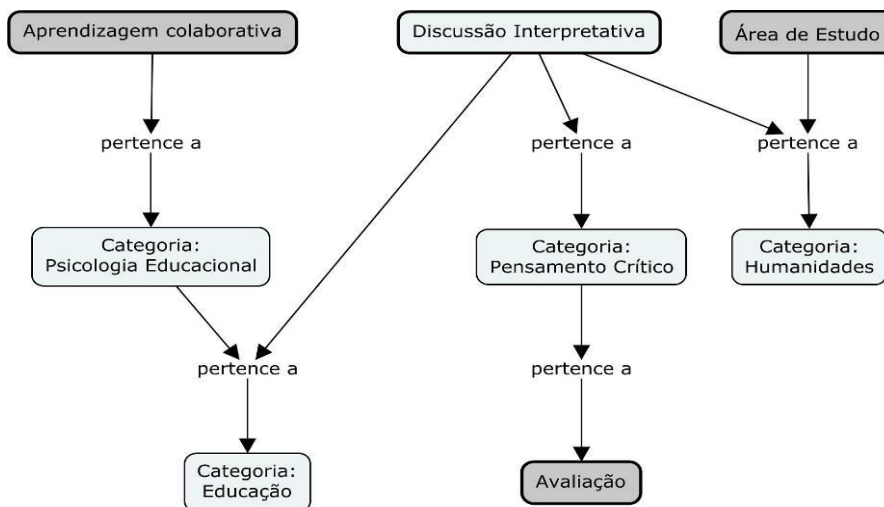 Aprendizagem colaborativa
Discussão Interpretativa
Área de Estudo
pertence a
pertence a
pertence a
Categoria:
Psicologia Educacional
Categoria:
Pensamento Crítico
Categoria:
Humanidades
pertence a
pertence a
Categoria:
Educação
Avaliação